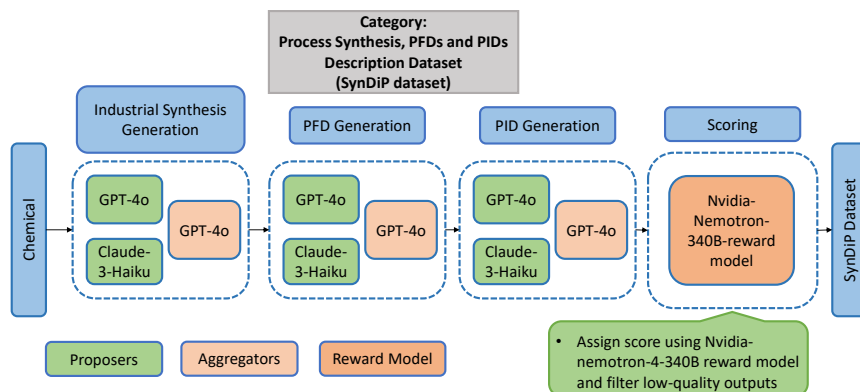 Category:
Process Synthesis, PFDs and PIDs
Description Dataset
(SynDiP dataset)
Industrial Synthesis
Generation
PFD Generation
PID Generation
Scoring
Chemical
GPT-4o
Claude-
3-Haiku
GPT-4o
GPT-4o
Claude-
3-Haiku
GPT-4o
GPT-4o
Claude-
3-Haiku
GPT-4o
Nvidia-
Nemotron-
340B-reward
model
SynDiP Dataset
Proposers
Aggregators
Reward Model
• Assign score using Nvidia-
nemotron-4-340B reward model
and filter low-quality outputs